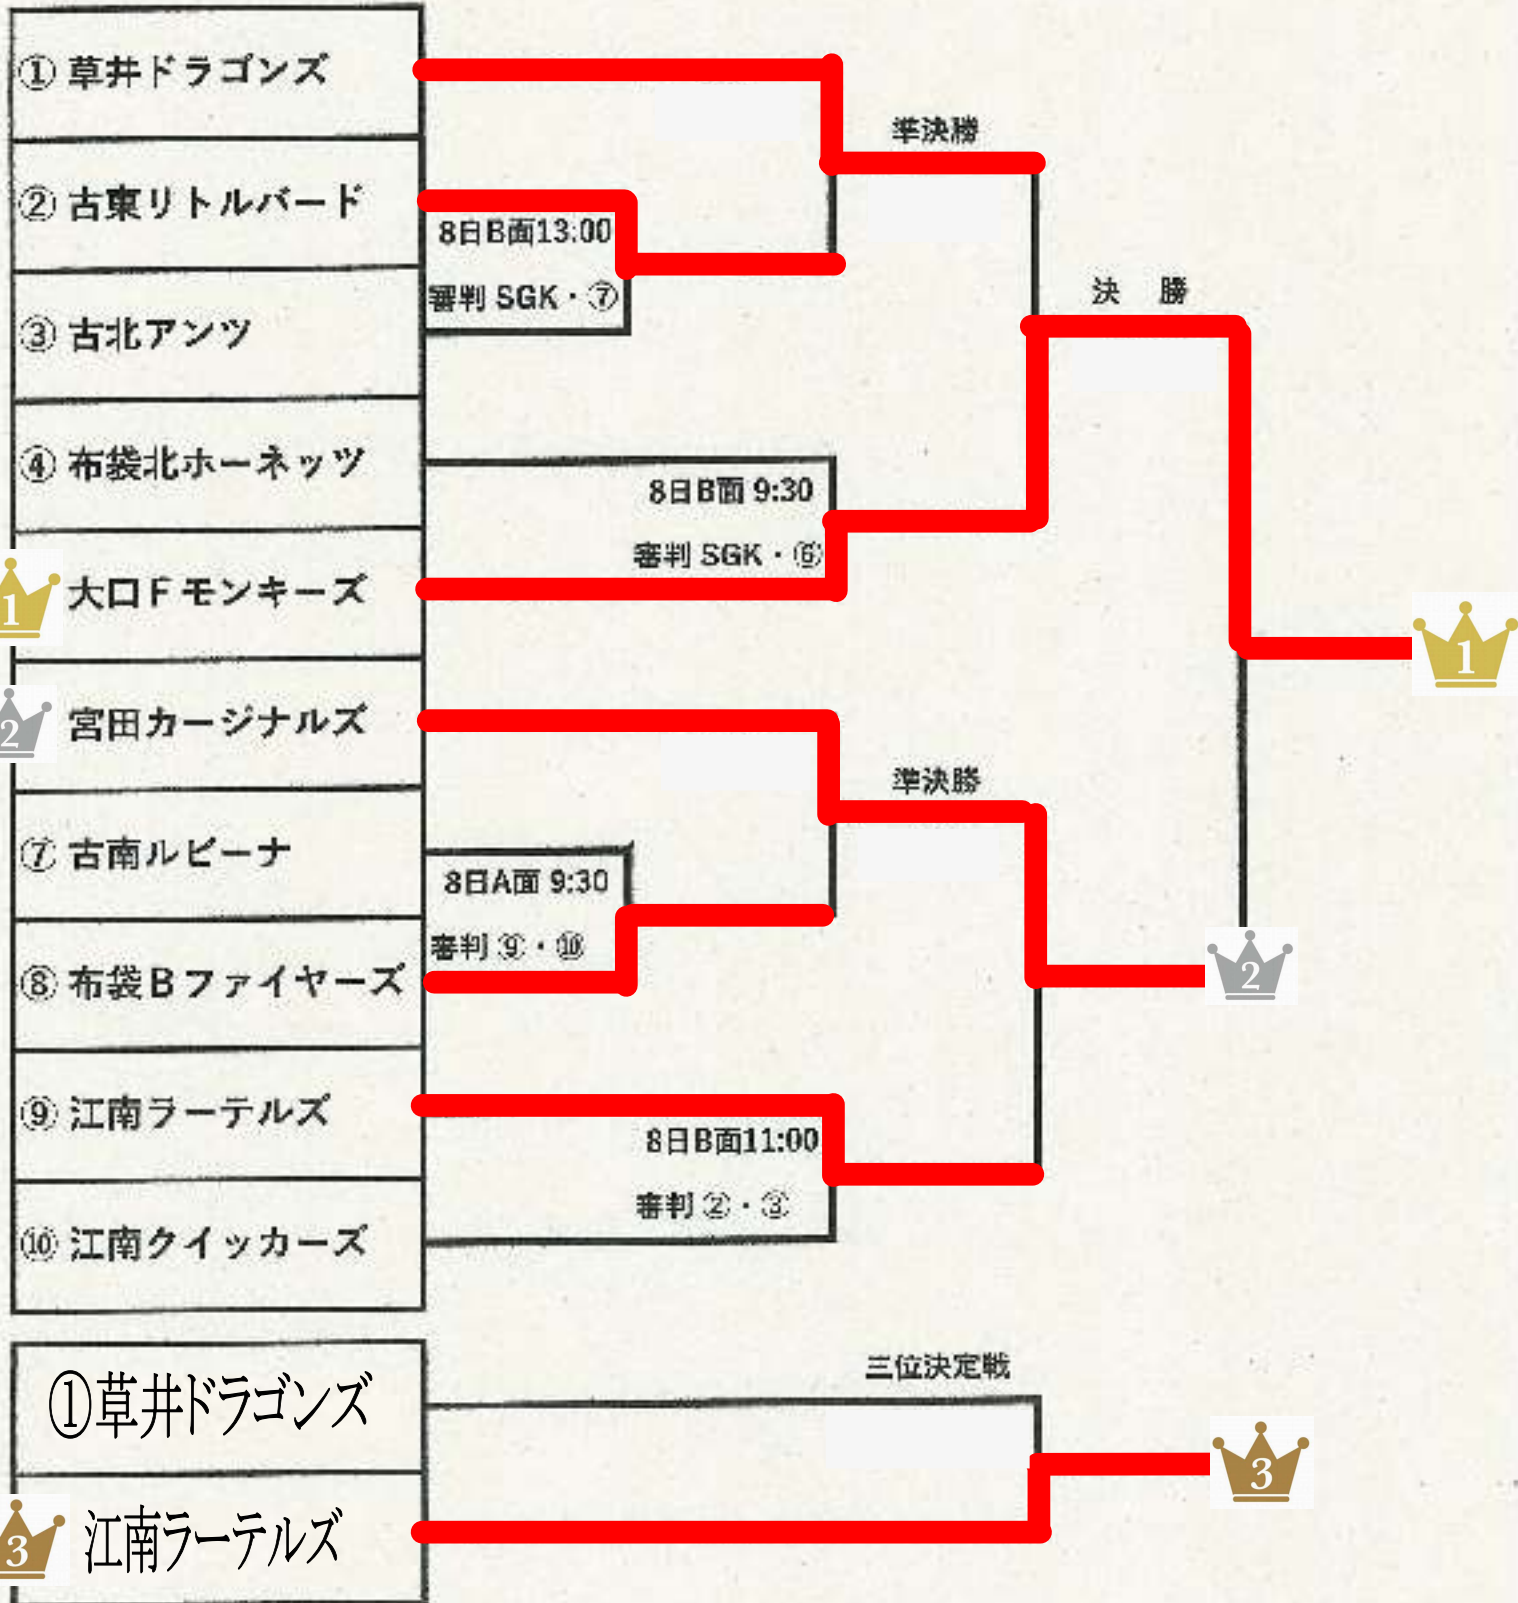 ① 草井ドラゴンズ
準決勝
② 古東リトルバード
8日B面13:00
決 勝
審判 SGK・⑦
③ 古北アンツ
④ 布袋北ホーネッツ
8日B面 9:30
審判 SGK・⑥
1 大口Fモンキーズ
1
2 宮田カージナルズ
準決勝
⑦ 古南ルビーナ
8日A面 9:30
審判 ⑨・⑩
2
⑧ 布袋Bファイヤーズ
⑨ 江南ラーテルズ
8日B面11:00
審判 ②・③
⑩ 江南クイッカーズ
三位決定戦
①草井ドラゴンズ
3
3 江南ラーテルズ